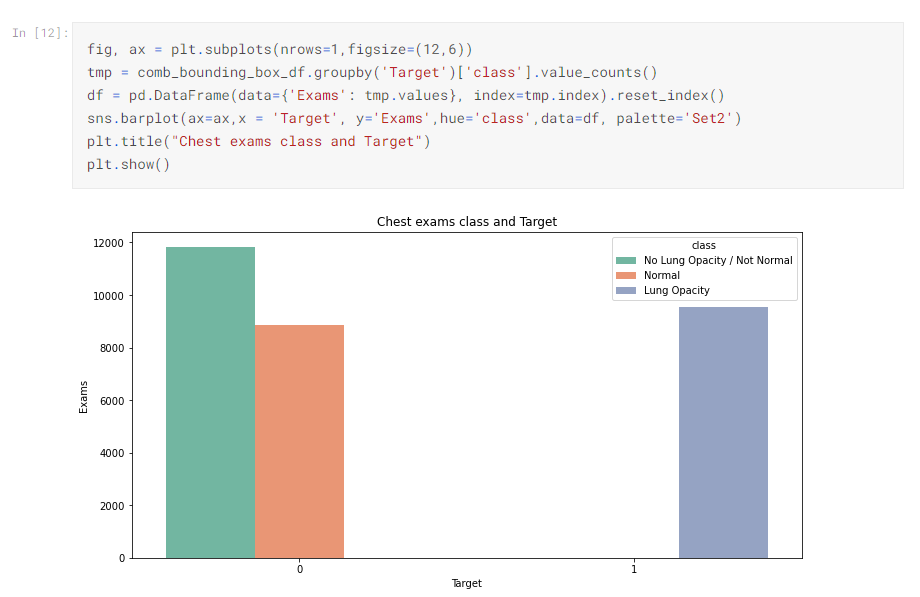 In [12]:
fig, ax = plt.subplots(nrows=1,figsize=(12,6))
tmp = comb_bounding_box_df.groupby('Target')['class'].value_counts()
df = pd.DataFrame(data={'Exams': tmp.values}, index=tmp.index).reset_index()
sns.barplot(ax=ax,x = 'Target', y='Exams',hue='class',data=df, palette='Set2')
plt.title("Chest exams class and Target")
plt.show()
Chest exams class and Target
class
No Lung Opacity / Not Normal
Normal
Lung Opacity
12000
10000
8000
6000
4000
2000
0
Exams
0
1
Target